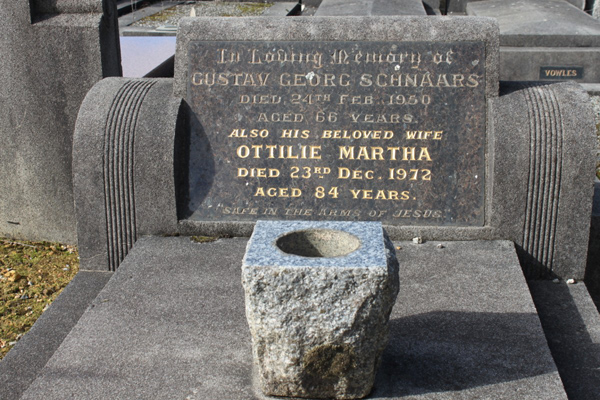 In Loving Memory of
GUSTAV GEORG SCHNAARS
DIED 24TH FEB. 1950
AGED 66 YEARS.
ALSO HIS BELOVED WIFE
OTTILIE MARTHA
DIED 23RD DEC. 1972
AGED 84 YEARS.
SAFE IN THE ARMS OF JESUS
VOWLES